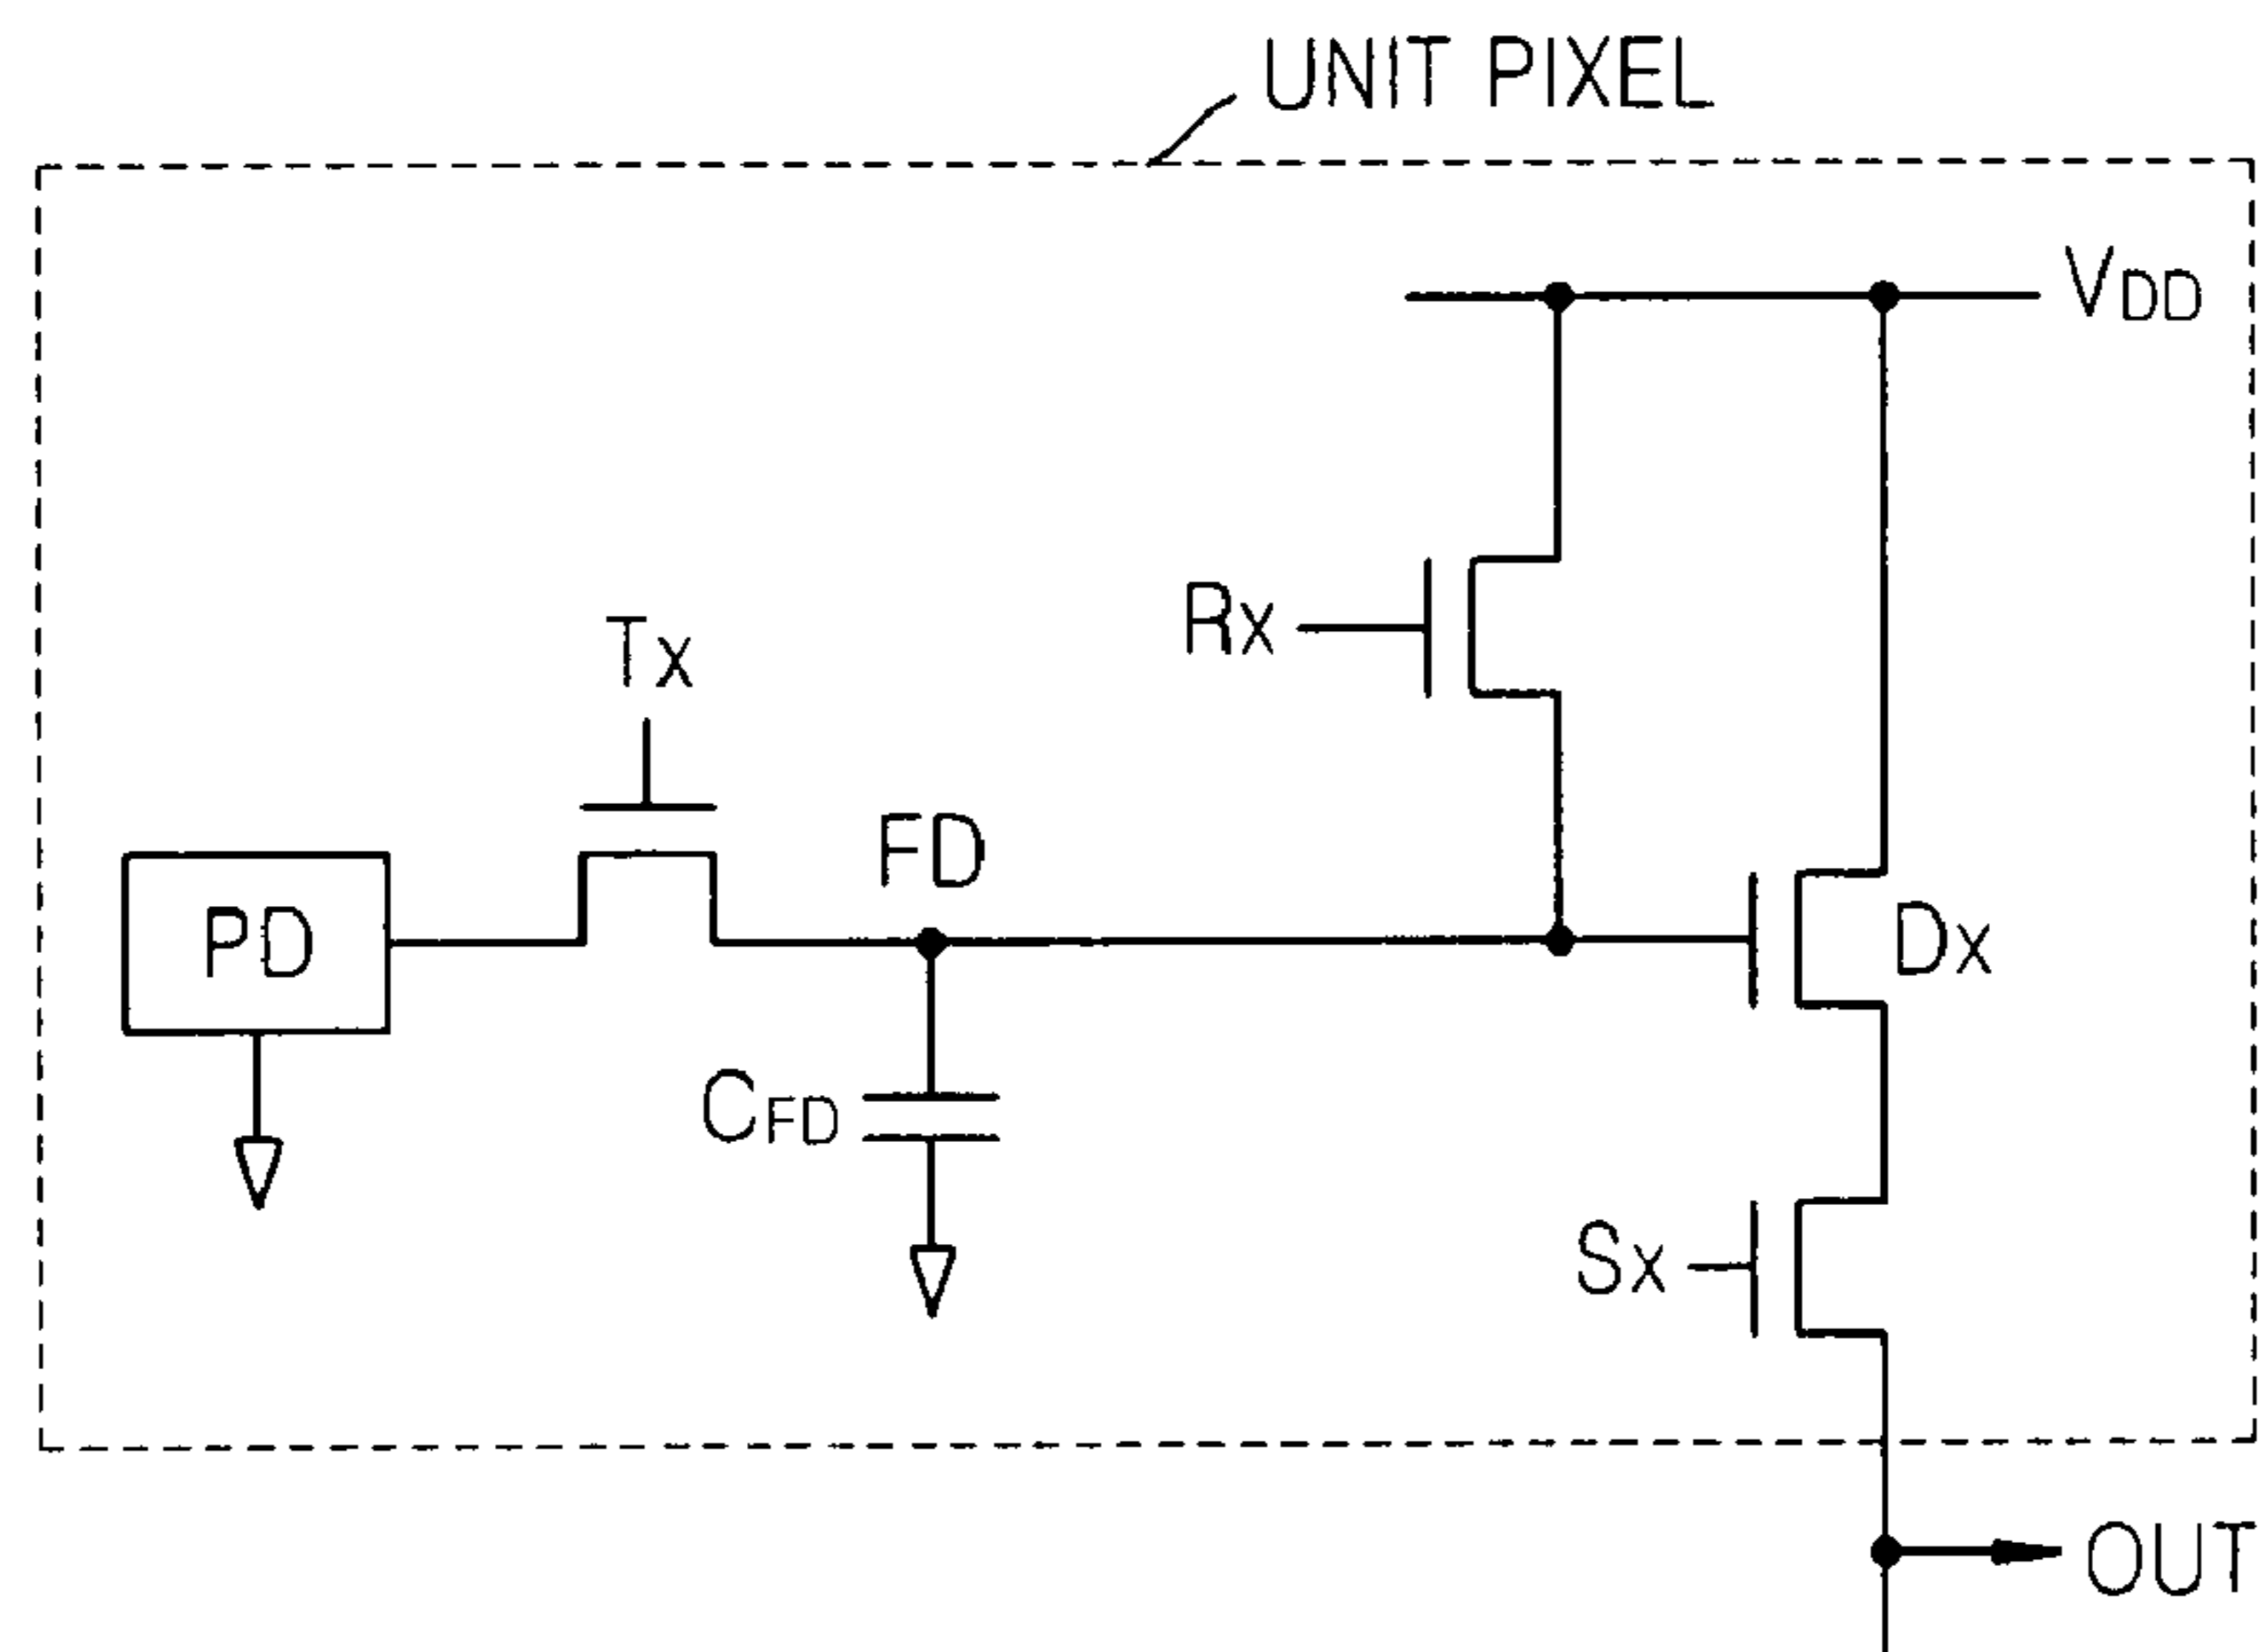 UNIT PIXEL
VDD
Rx
Tx
FD
PD
Dx
CFD
Sx
OUT